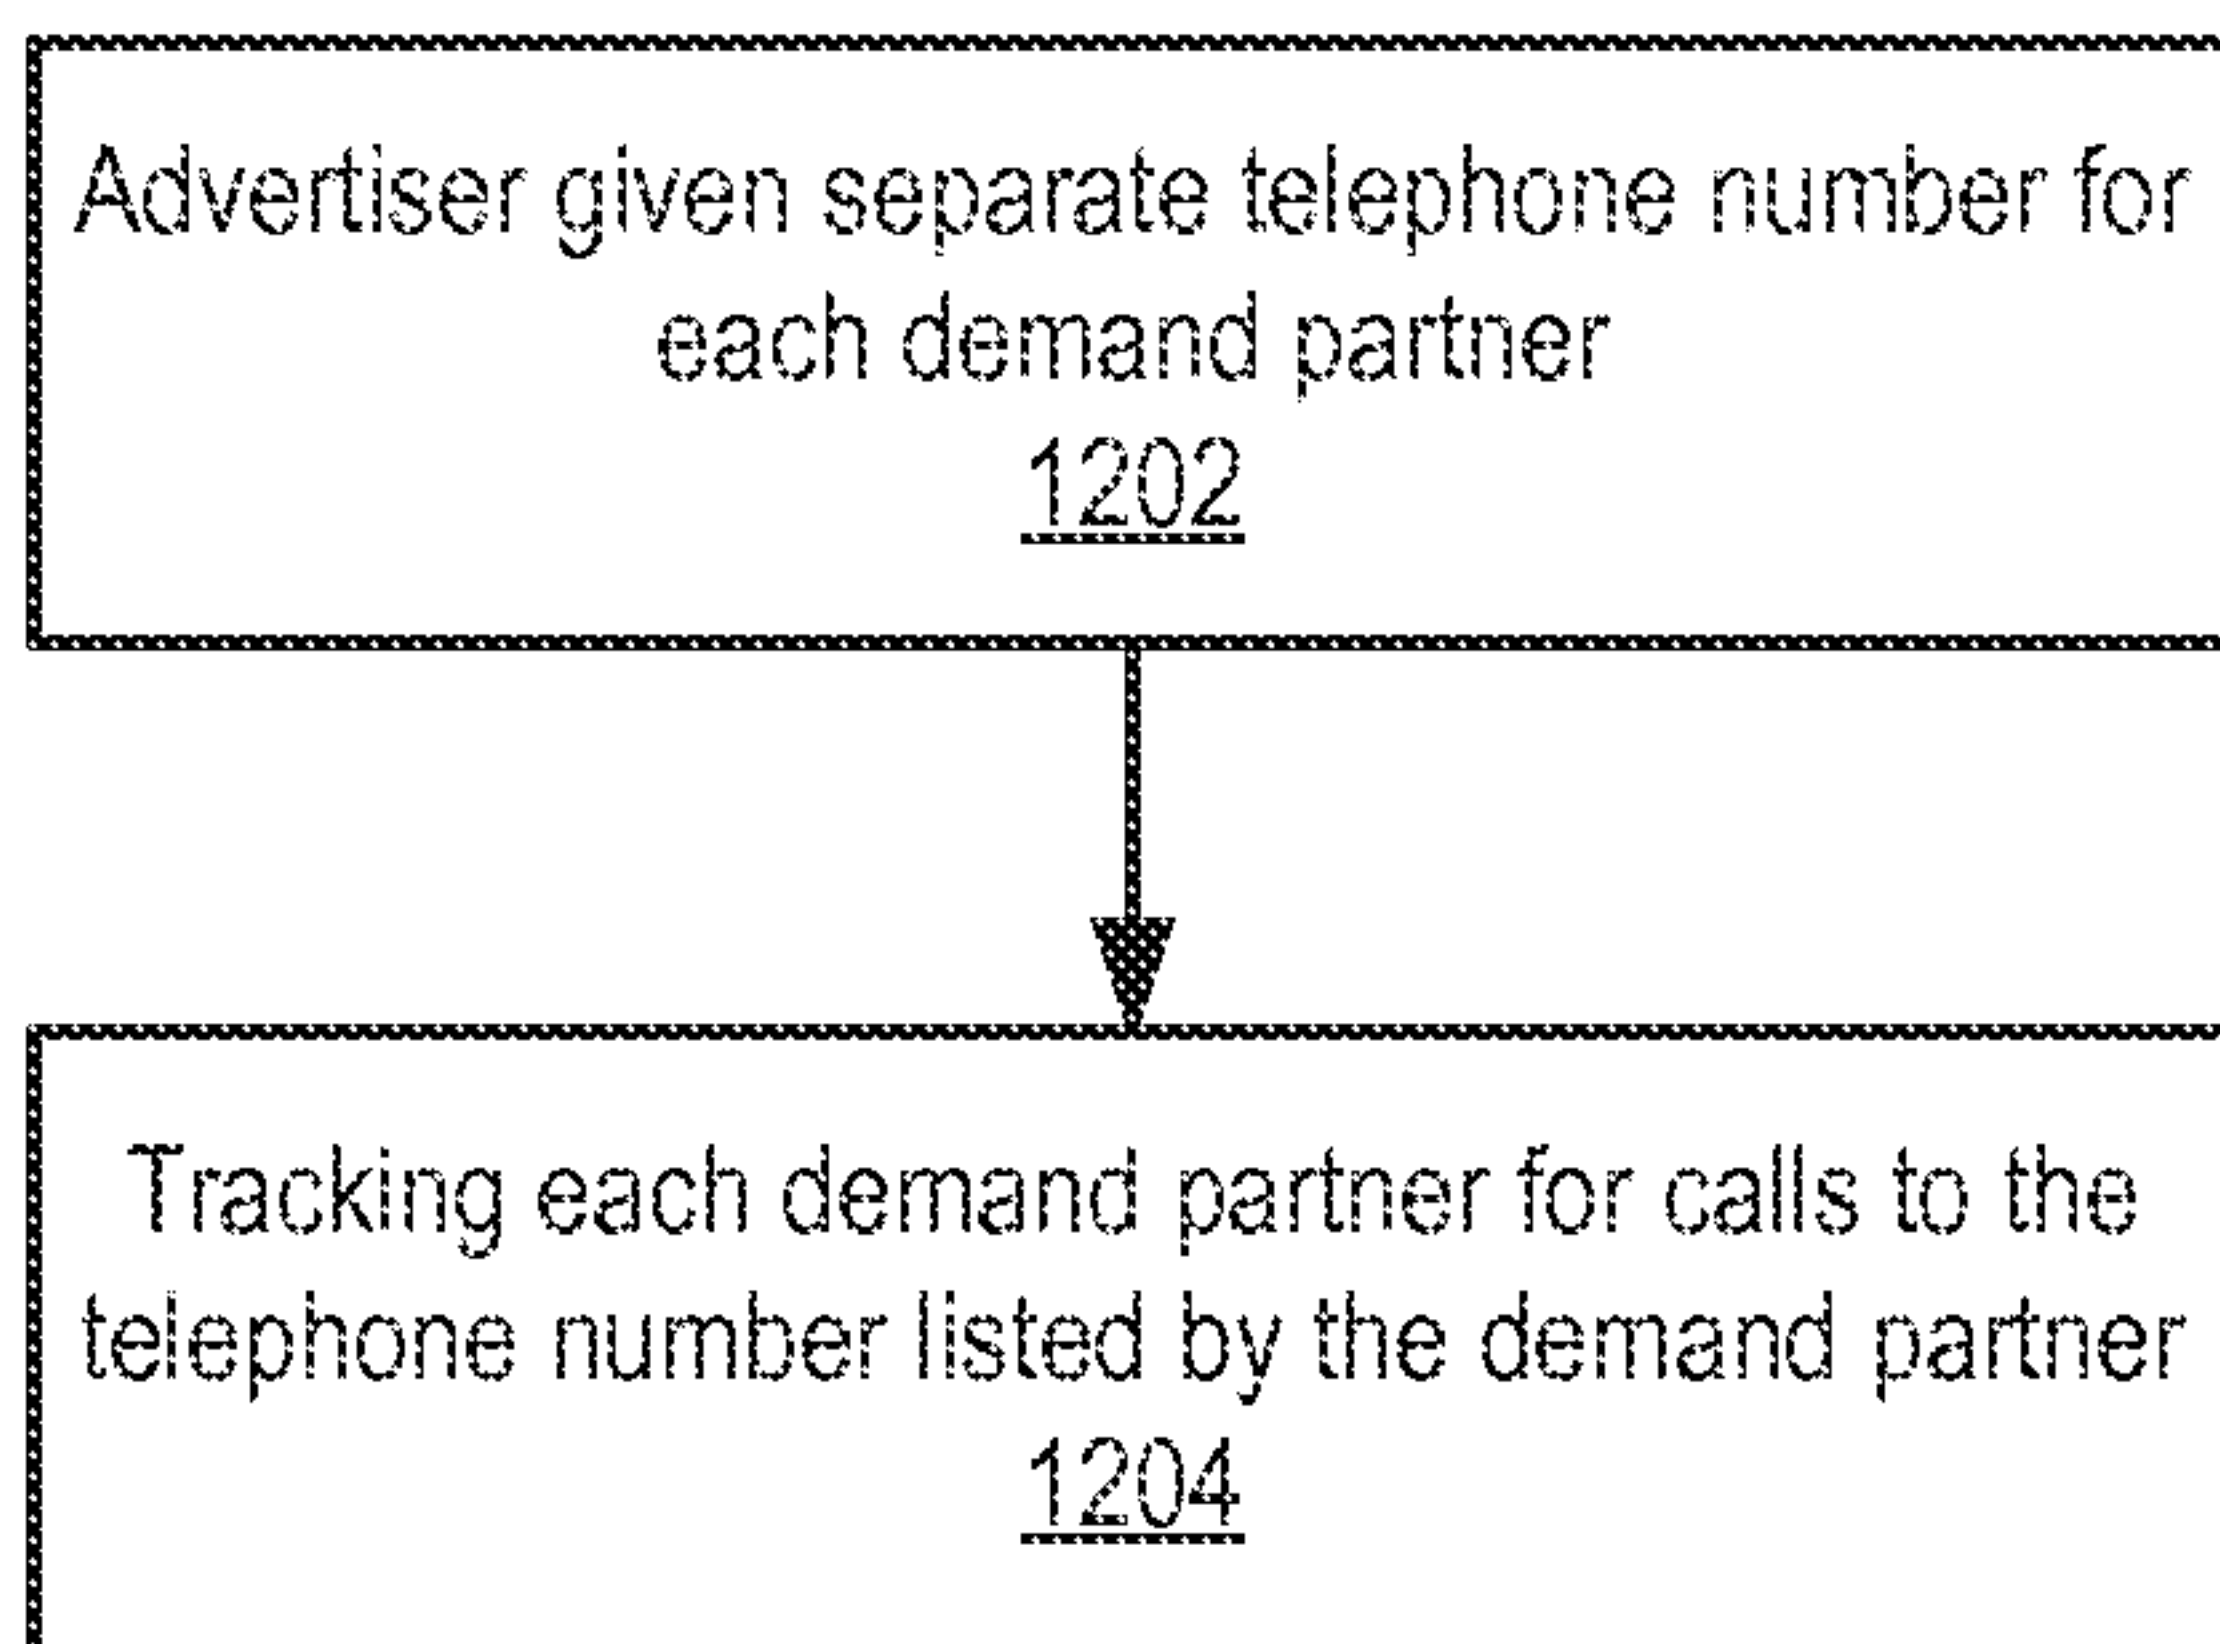 Advertiser given separate telephone number for
each demand partner
1202
Tracking each demand partner for calls to the
telephone number listed by the demand partner
1204